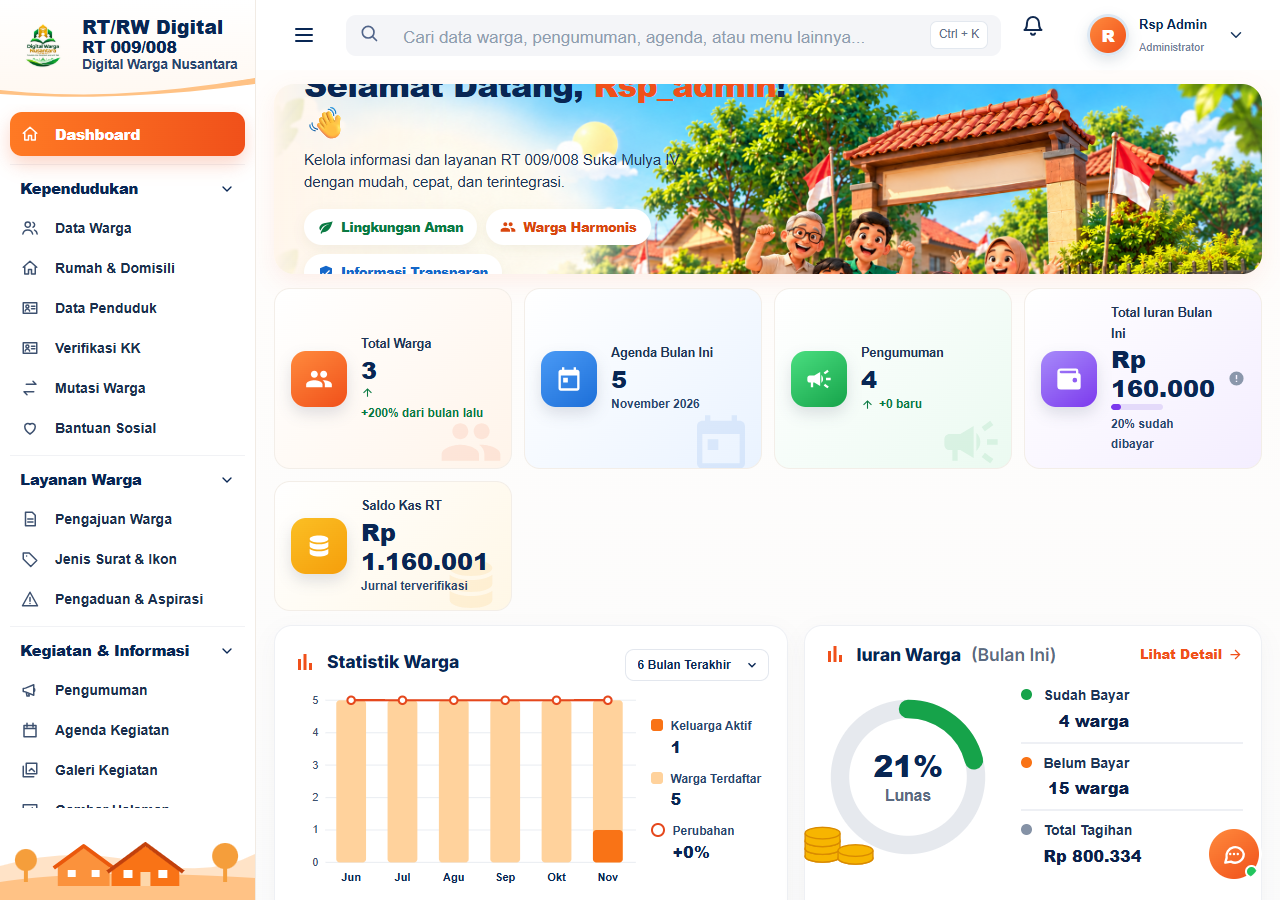 RT/RW Digital
RT 009/008
Digital Warga Nusantara
Digital Warga
Nusantara
Cari data warga, pengumuman, agenda, atau menu lainnya...
Ctrl + K
R
Rsp Admin
Administrator
Dashboard
Kependudukan
Data Warga
Rumah & Domisili
Data Penduduk
Verifikasi KK
Mutasi Warga
Bantuan Sosial
Layanan Warga
Pengajuan Warga
Jenis Surat & Ikon
Pengaduan & Aspirasi
Kegiatan & Informasi
Pengumuman
Agenda Kegiatan
Galeri Kegiatan
Selamat Datang, Rsp_admin!
Kelola informasi dan layanan RT 009/008 Suka Mulya IV
dengan mudah, cepat, dan terintegrasi.
Lingkungan Aman
Warga Harmonis
Informasi Transparan
Total Warga
3
+200% dari bulan lalu
Agenda Bulan Ini
5
November 2026
Pengumuman
4
+0 baru
Total Iuran Bulan
Ini
Rp
160.000
20% sudah
dibayar
Saldo Kas RT
Rp
1.160.001
Jurnal terverifikasi
Statistik Warga
6 Bulan Terakhir
5
4
3
2
1
0
Jun Jul Agu Sep Okt Nov
Keluarga Aktif
1
Warga Terdaftar
5
Perubahan
+0%
Iuran Warga (Bulan Ini)
Lihat Detail
21%
Lunas
Sudah Bayar
4 warga
Belum Bayar
15 warga
Total Tagihan
Rp 800.334